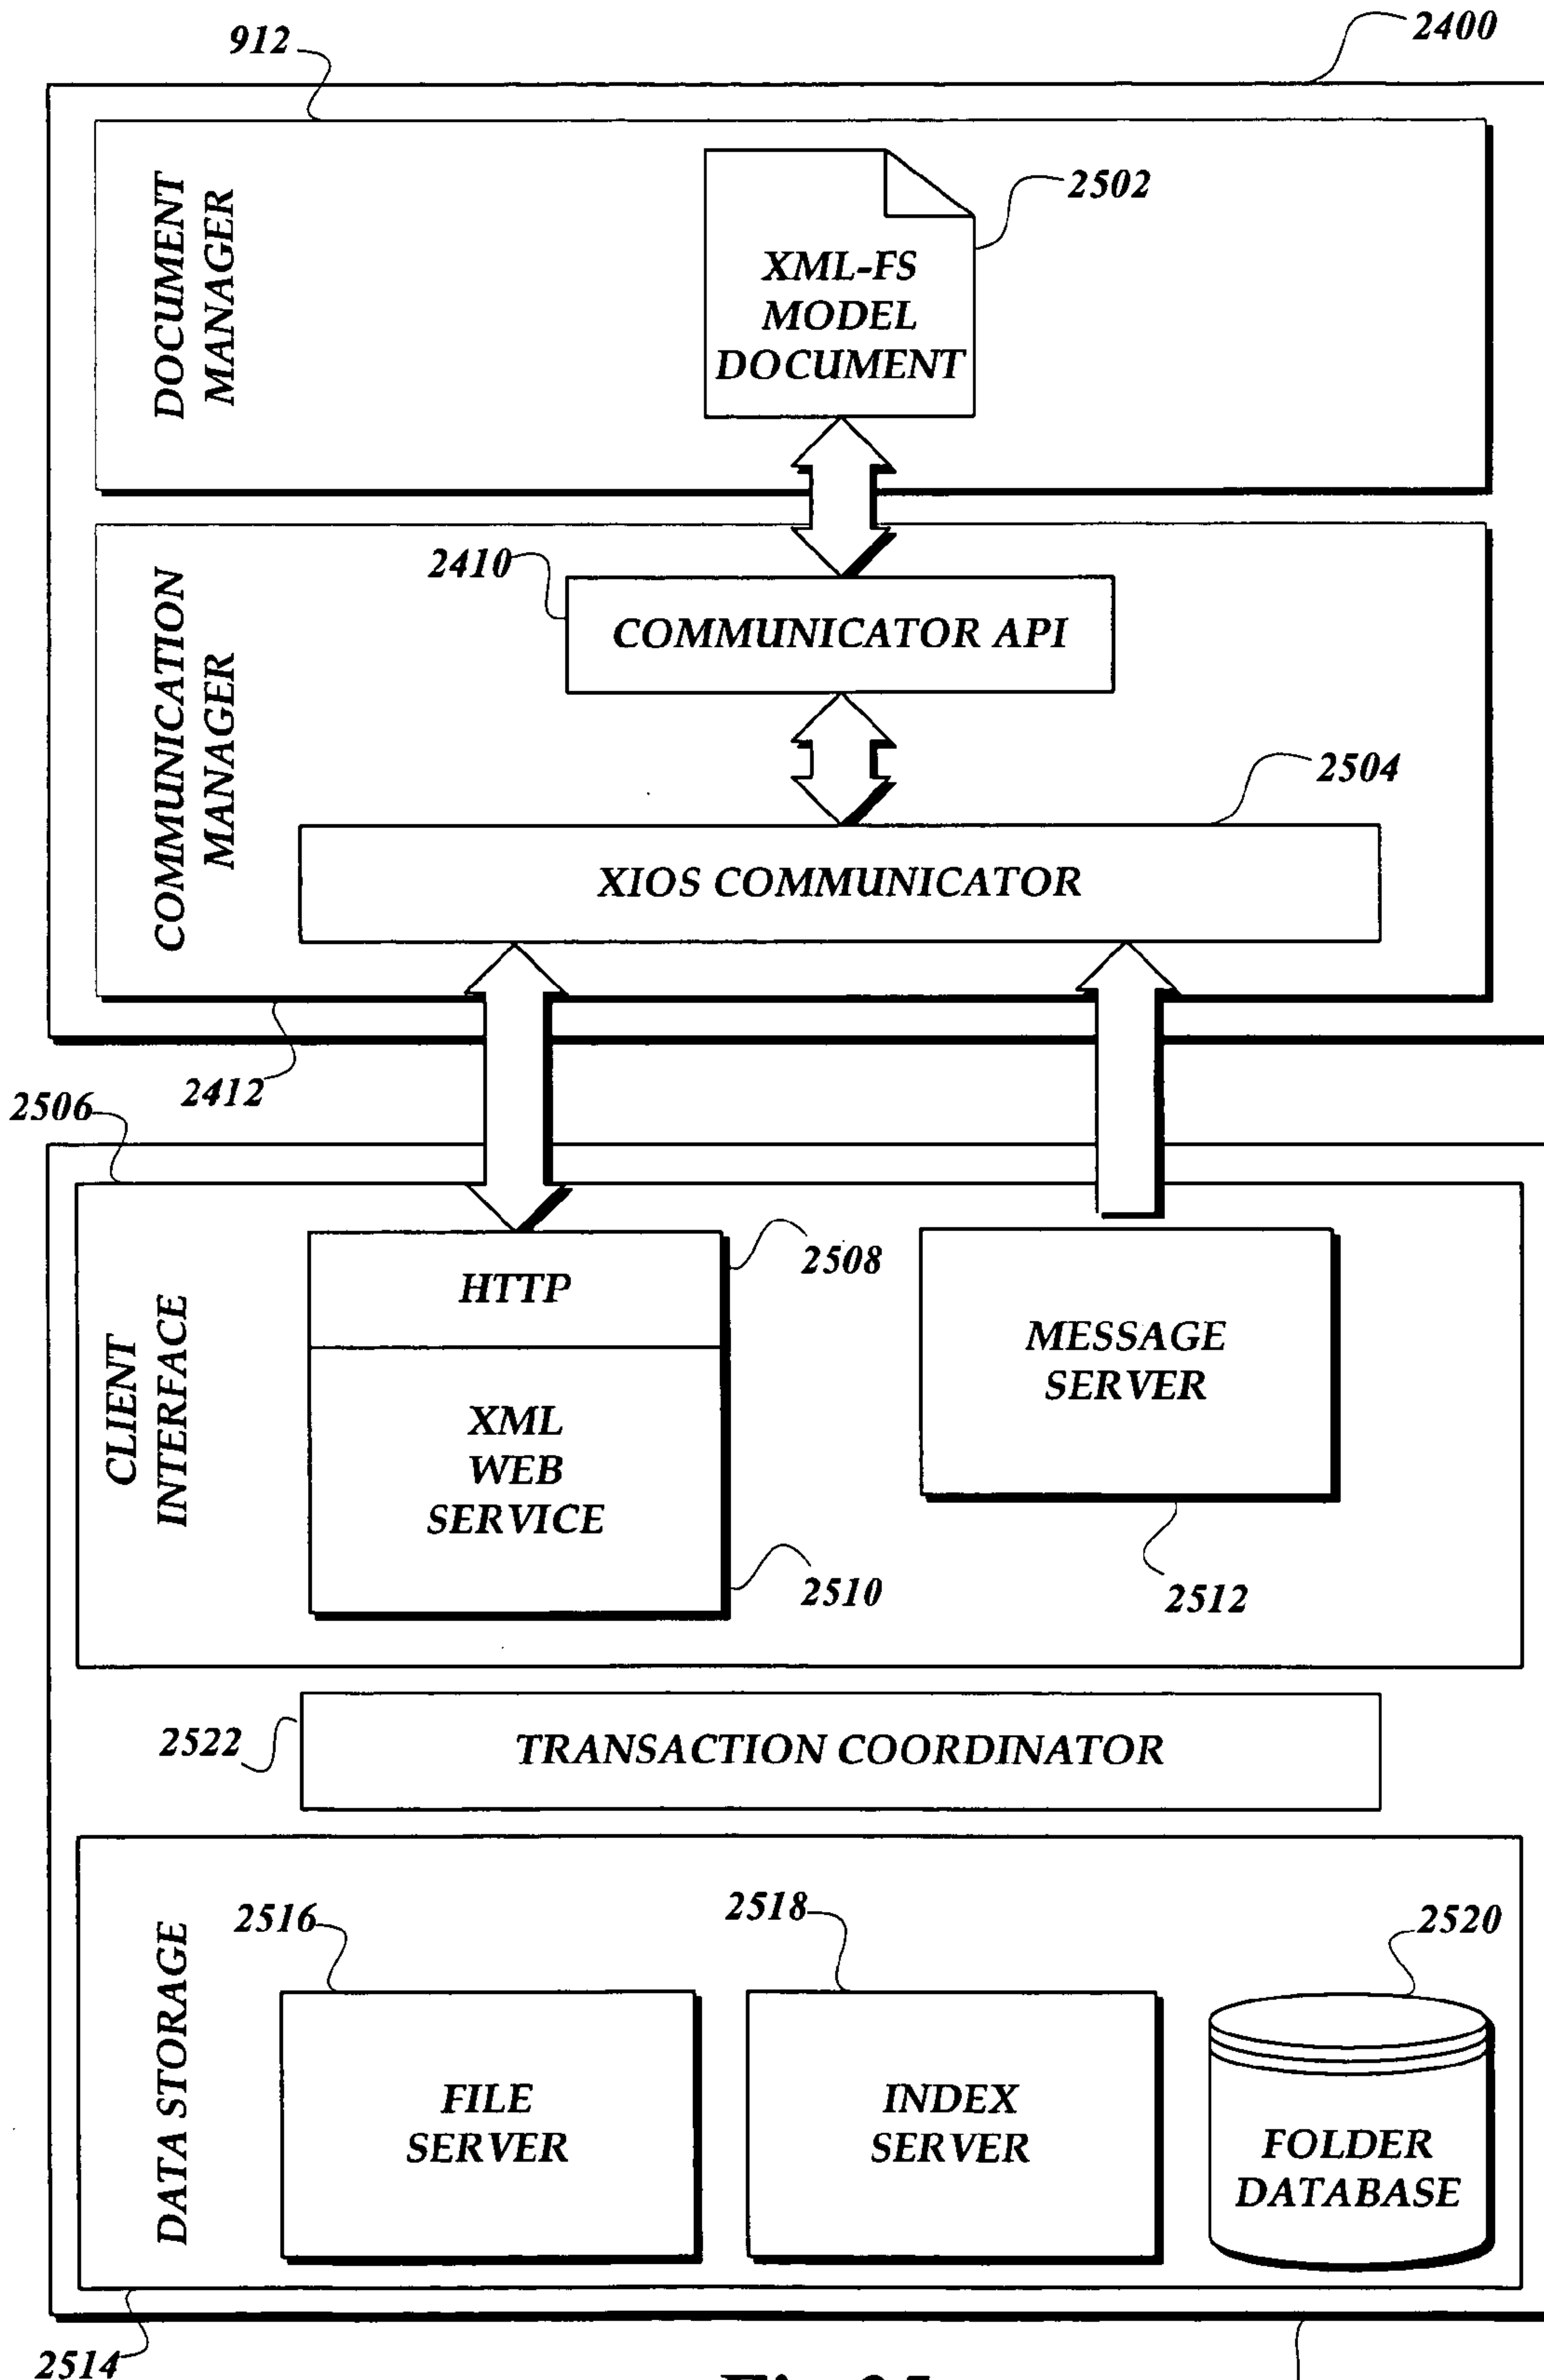 912
2400
DOCUMENT
MANAGER
2502
XML-FS
MODEL
DOCUMENT
COMMUNICATION
MANAGER
2410
COMMUNICATOR API
2504
XIOS COMMUNICATOR
2412
2506
CLIENT
INTERFACE
HTTP
2508
XML
WEB
SERVICE
2510
MESSAGE
SERVER
2512
2522
TRANSACTION COORDINATOR
DATA STORAGE
2516
FILE
SERVER
2518
INDEX
SERVER
2520
FOLDER
DATABASE
2514